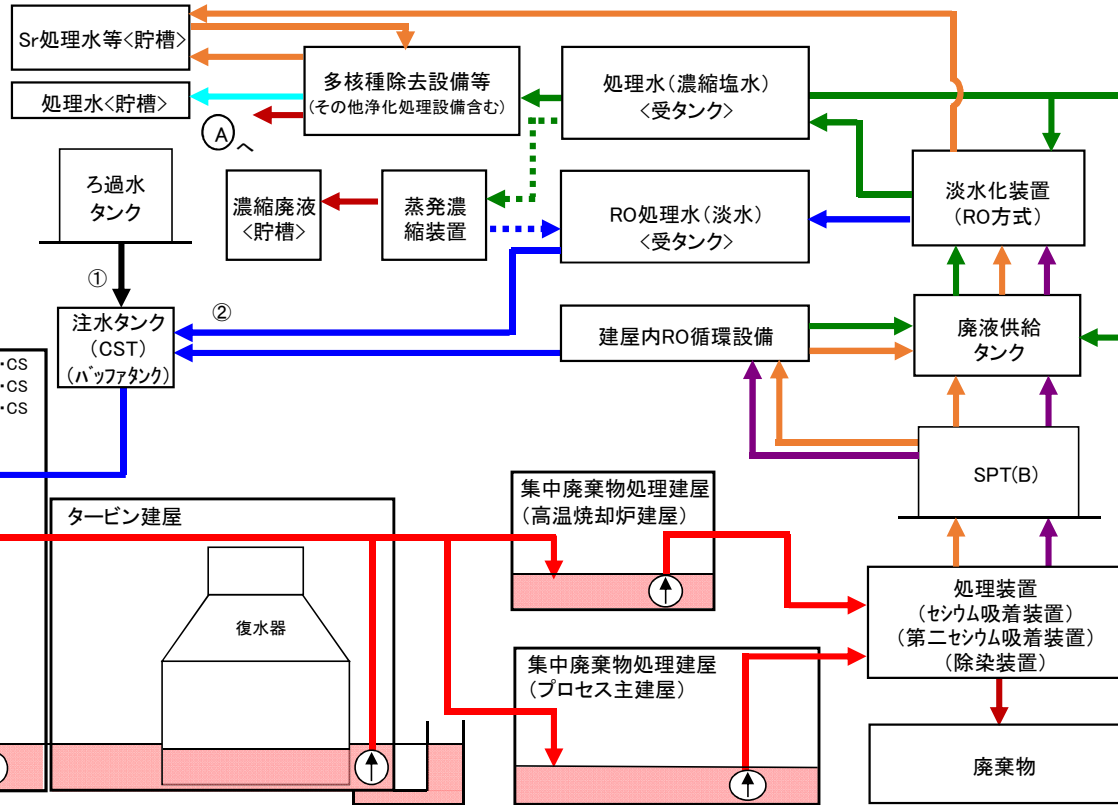 Sr処理水等<貯槽>
処理水<貯槽>
多核種除去設備等
(その他浄化処理設備含む)
A へ
処理水(濃縮塩水)
<受タンク>
ろ過水
タンク
濃縮廃液
<貯槽>
蒸発濃
縮装置
RO処理水(淡水)
<受タンク>
淡水化装置
(RO方式)
①
②
注水タンク
(CST)
(バッファタンク)
建屋内RO循環設備
廃液供給
タンク
・CS
・CS
・CS
SPT(B)
タービン建屋
復水器
集中廃棄物処理建屋
(高温焼却炉建屋)
集中廃棄物処理建屋
(プロセス主建屋)
処理装置
(セシウム吸着装置)
(第二セシウム吸着装置)
(除染装置)
廃棄物